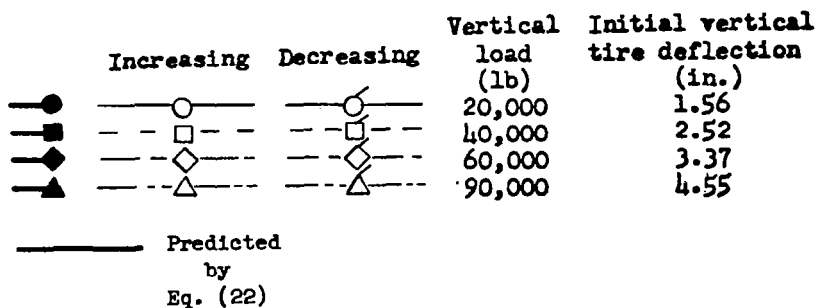 Vertical Initial vertical
Increasing Decreasing load tire deflection
(lb) (in.)
20,000 1.56
40,000 2.52
60,000 3.37
90,000 4.55
Predicted
by
Eq. (22)